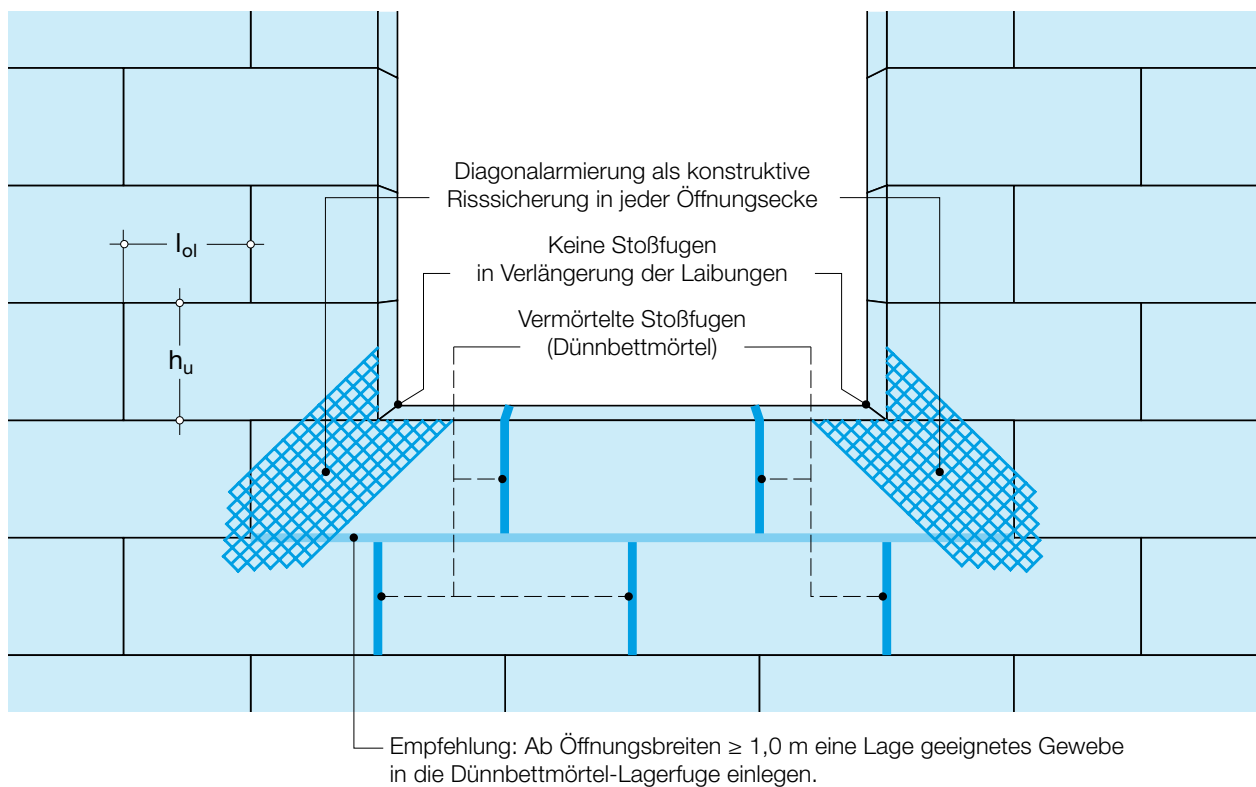 Diagonalarmierung als konstruktive
Risssicherung in jeder Öffnungsecke
l_ol
Keine Stoßfugen
in Verlängerung der Laibungen
Vermörtelte Stoßfugen
(Dünnbettmörtel)
h_u
Empfehlung: Ab Öffnungsbreiten ≥ 1,0 m eine Lage geeignetes Gewebe
in die Dünnbettmörtel-Lagerfuge einlegen.